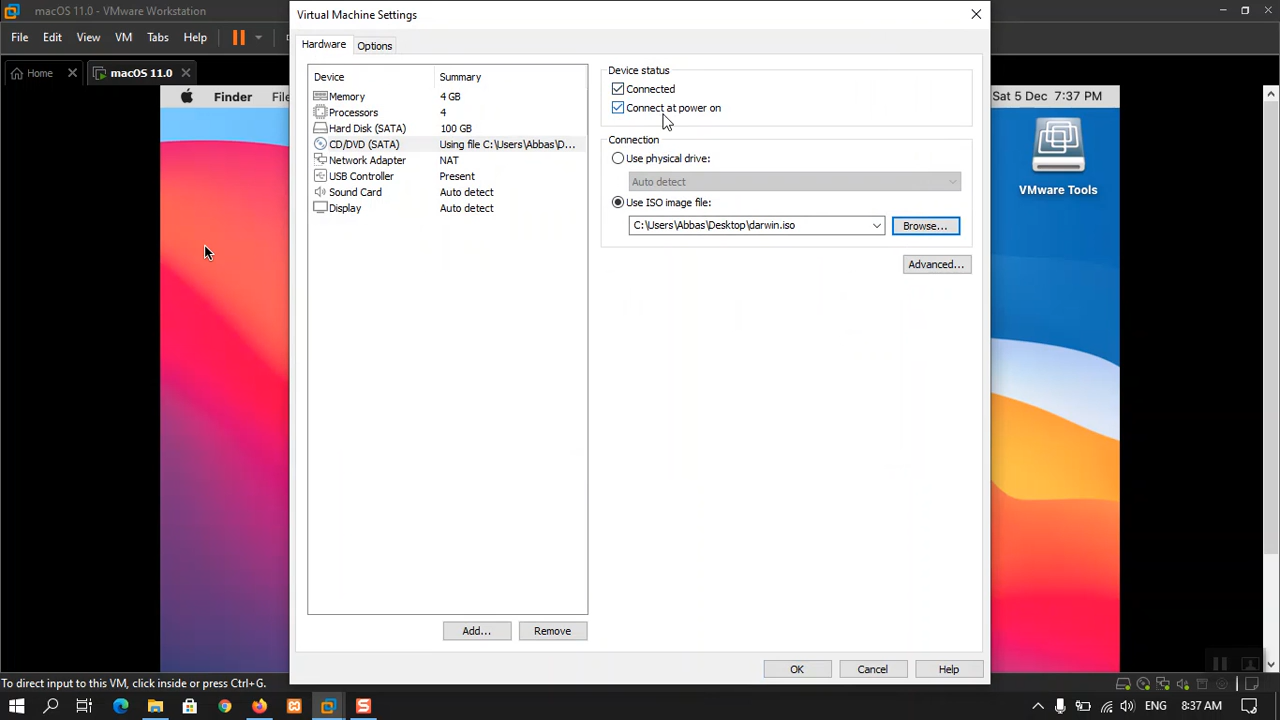 macOS 11.0 - VMware Workstation
File Edit View VM Tabs Help
Home macOS 11.0
Finder File
Sat 5 Dec 7:37 PM
VMware Tools
Virtual Machine Settings
Hardware Options
Device Summary
Memory 4 GB
Processors 4
Hard Disk (SATA) 100 GB
CD/DVD (SATA) Using file C:\Users\Abbas\D...
Network Adapter NAT
USB Controller Present
Sound Card Auto detect
Display Auto detect
Add... Remove
Device status
Connected
Connect at power on
Connection
Use physical drive:
Auto detect
Use ISO image file:
C:\Users\Abbas\Desktop\darwin.iso Browse...
Advanced...
OK Cancel Help
To direct input to this VM, click inside or press Ctrl+G.
ENG 8:37 AM